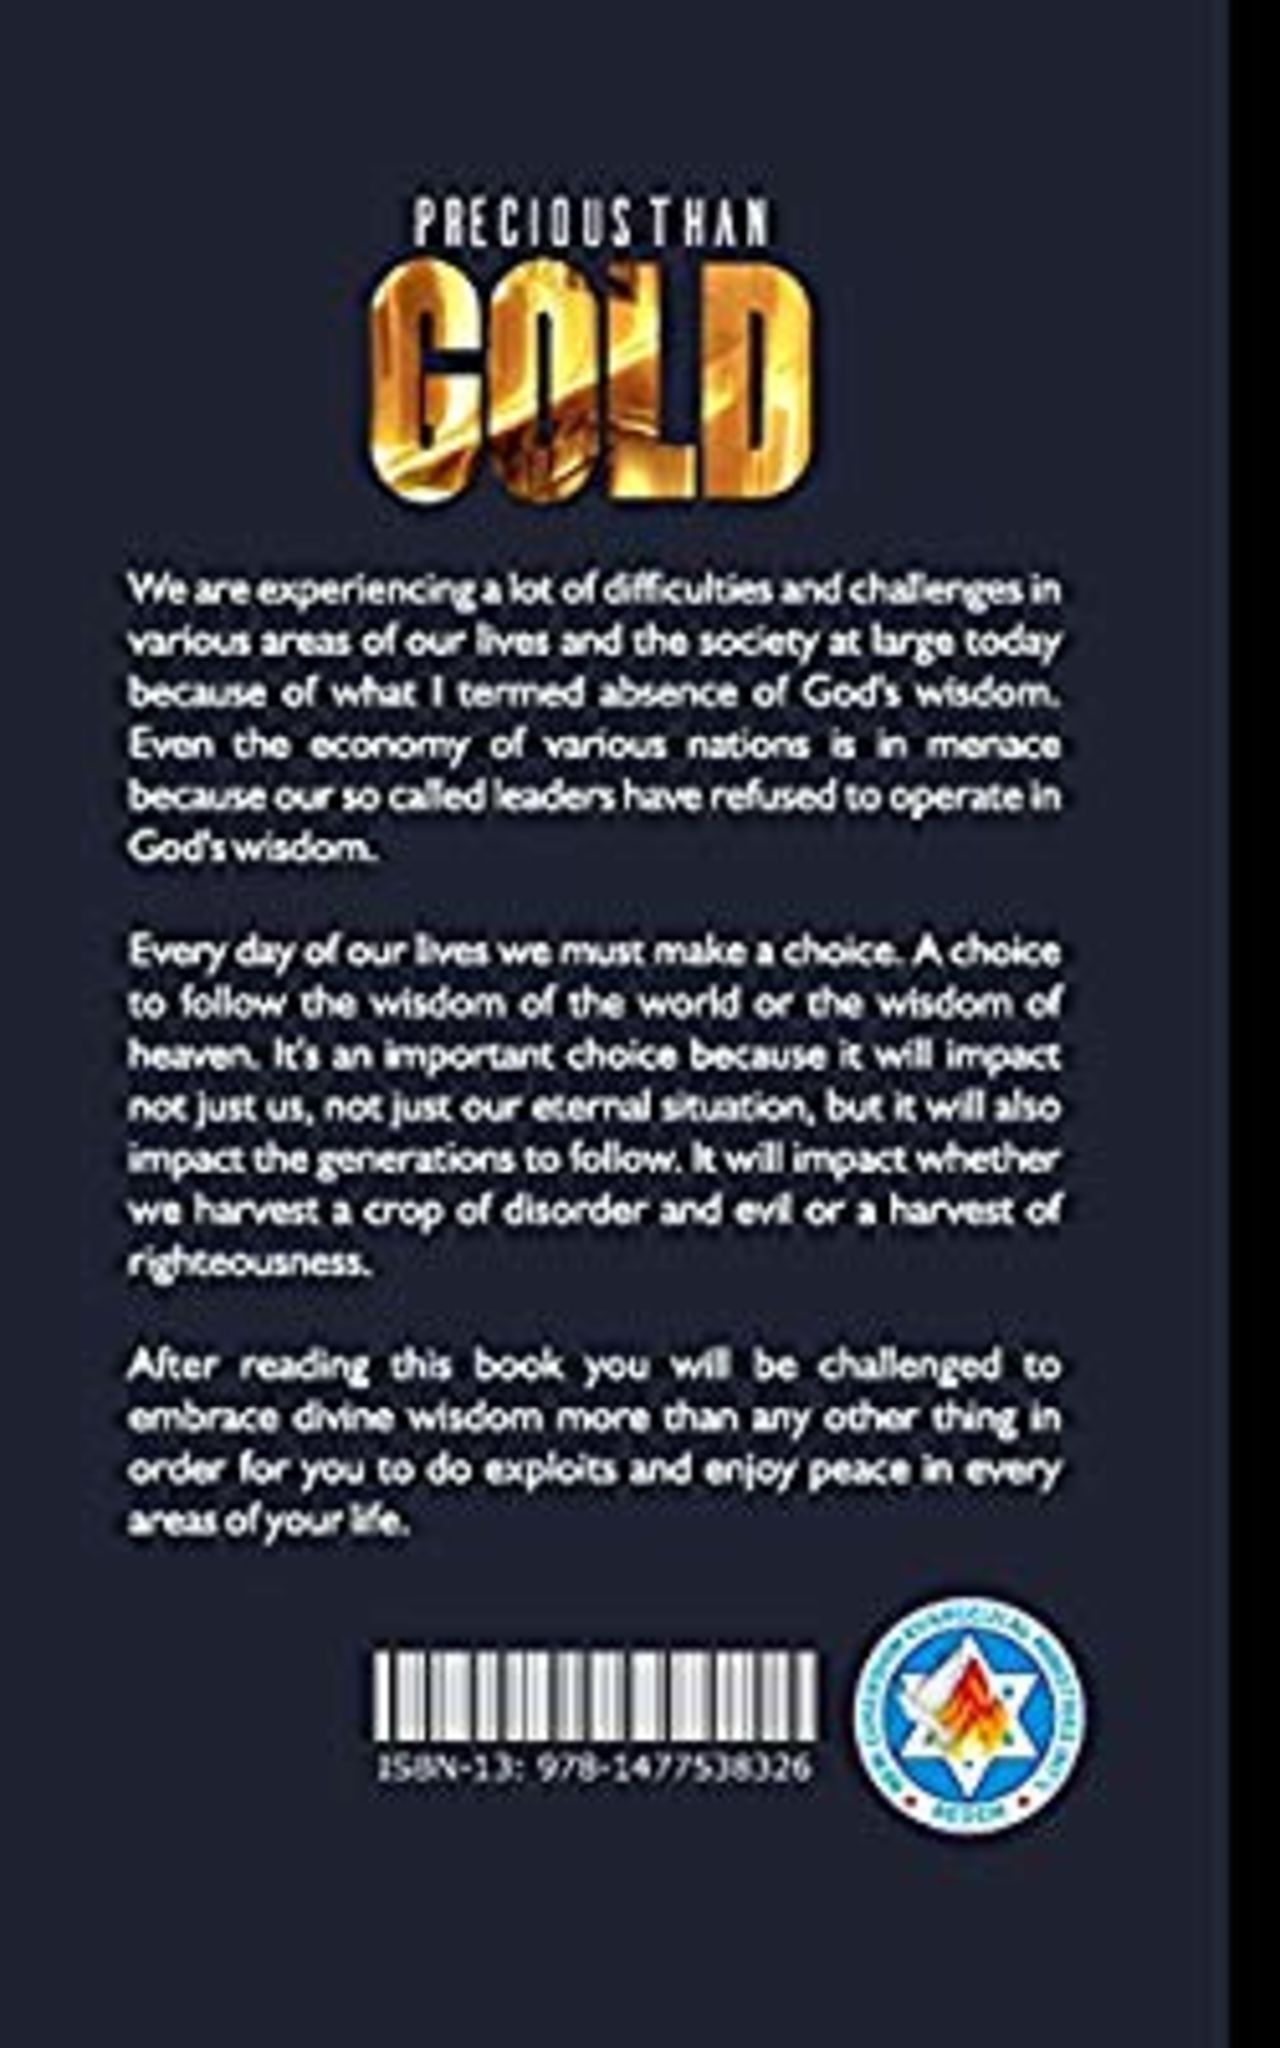 PRECIOUS THAN
GOLD
We are experiencing a lot of difficulties and challenges in
various areas of our lives and the society at large today
because of what I termed absence of God's wisdom.
Even the economy of various nations is in menace
because our so called leaders have refused to operate in
God's wisdom.
Every day of our lives we must make a choice. A choice
to follow the wisdom of the world or the wisdom of
heaven. It's an important choice because it will impact
not just us, not just our eternal situation, but it will also
impact the generations to follow. It will impact whether
we harvest a crop of disorder and evil or a harvest of
righteousness.
After reading this book you will be challenged to
embrace divine wisdom more than any other thing in
order for you to do exploits and enjoy peace in every
areas of your life.
ISBN-13: 978-1477538326